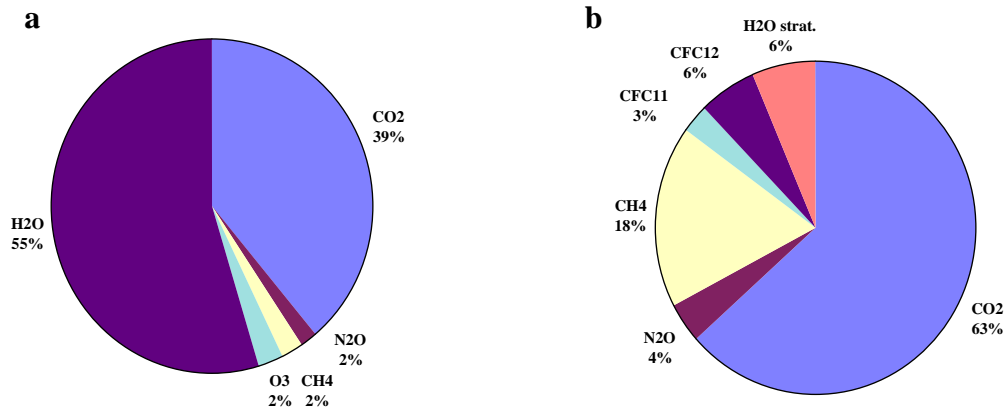 a
CO2
39%
H2O
55%
N2O
2%
O3
2%
CH4
2%
b
H2O strat.
6%
CFC12
6%
CFC11
3%
CH4
18%
N2O
4%
CO2
63%